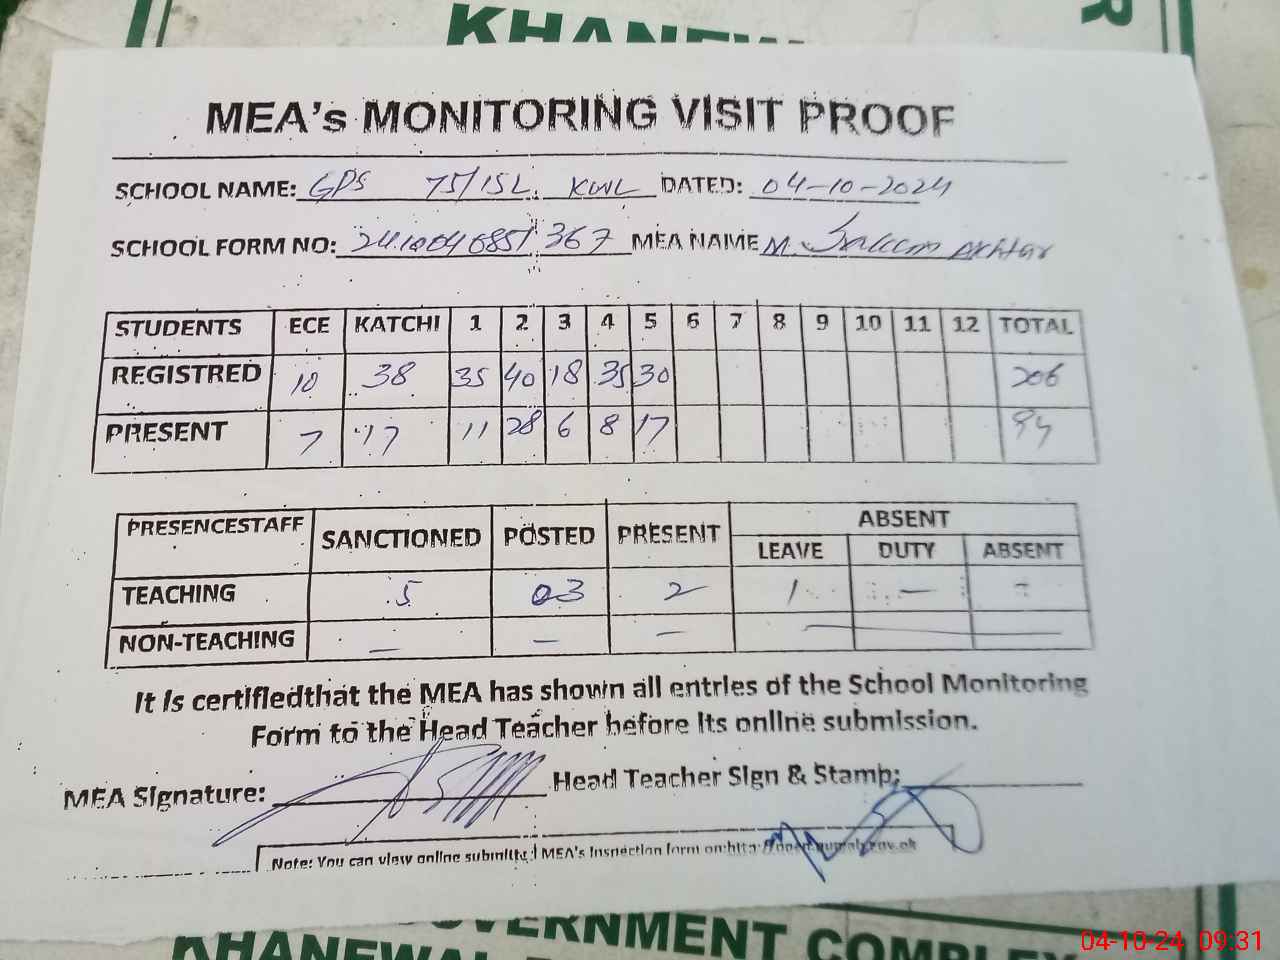 KHANEW
R
MEA's MONITORING VISIT PROOF
SCHOOL NAME: GPS 75/15L. KWL DATED: 04-10-2024
SCHOOL FORM NO: 367 MEA NAME M. Saleem Akhtar
STUDENTS ECE KATCHI 1 2 3 4 5 6 7 8 9 10 11 12 TOTAL
REGISTRED 10 38 35 40 18 35 30 206
PRESENT 7 17 11 28 6 8 17 94
PRESENCESTAFF SANCTIONED POSTED PRESENT ABSENT
LEAVE DUTY ABSENT
TEACHING 5 03 2 1 — -
NON-TEACHING — — —
It is certifiedthat the MEA has shown all entries of the School Monitoring
Form to the Head Teacher before its online submission.
MEA Signature: Head Teacher Sign & Stamp:
Note: You can view online submitted MEA's inspection form on:
VERNMENT COMPLEX
KHANEWAL
04-10-24 09:31